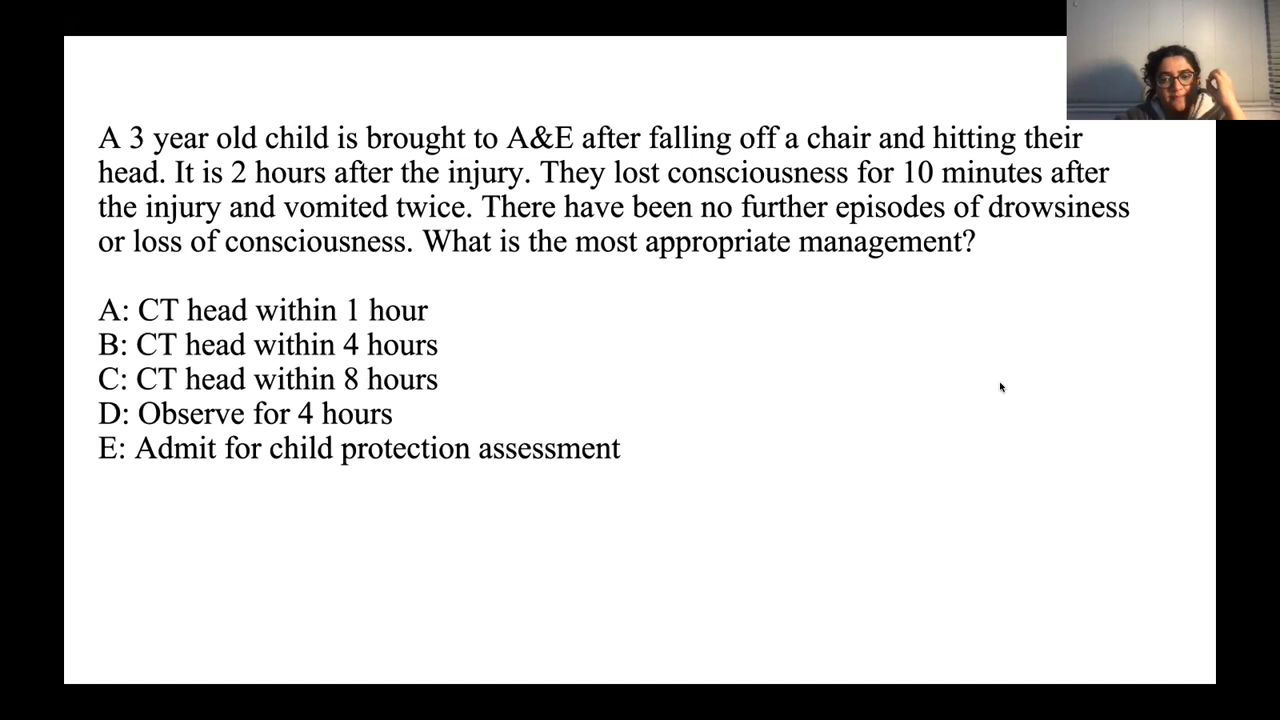 A 3 year old child is brought to A&E after falling off a chair and hitting their
head. It is 2 hours after the injury. They lost consciousness for 10 minutes after
the injury and vomited twice. There have been no further episodes of drowsiness
or loss of consciousness. What is the most appropriate management?
A: CT head within 1 hour
B: CT head within 4 hours
C: CT head within 8 hours
D: Observe for 4 hours
E: Admit for child protection assessment